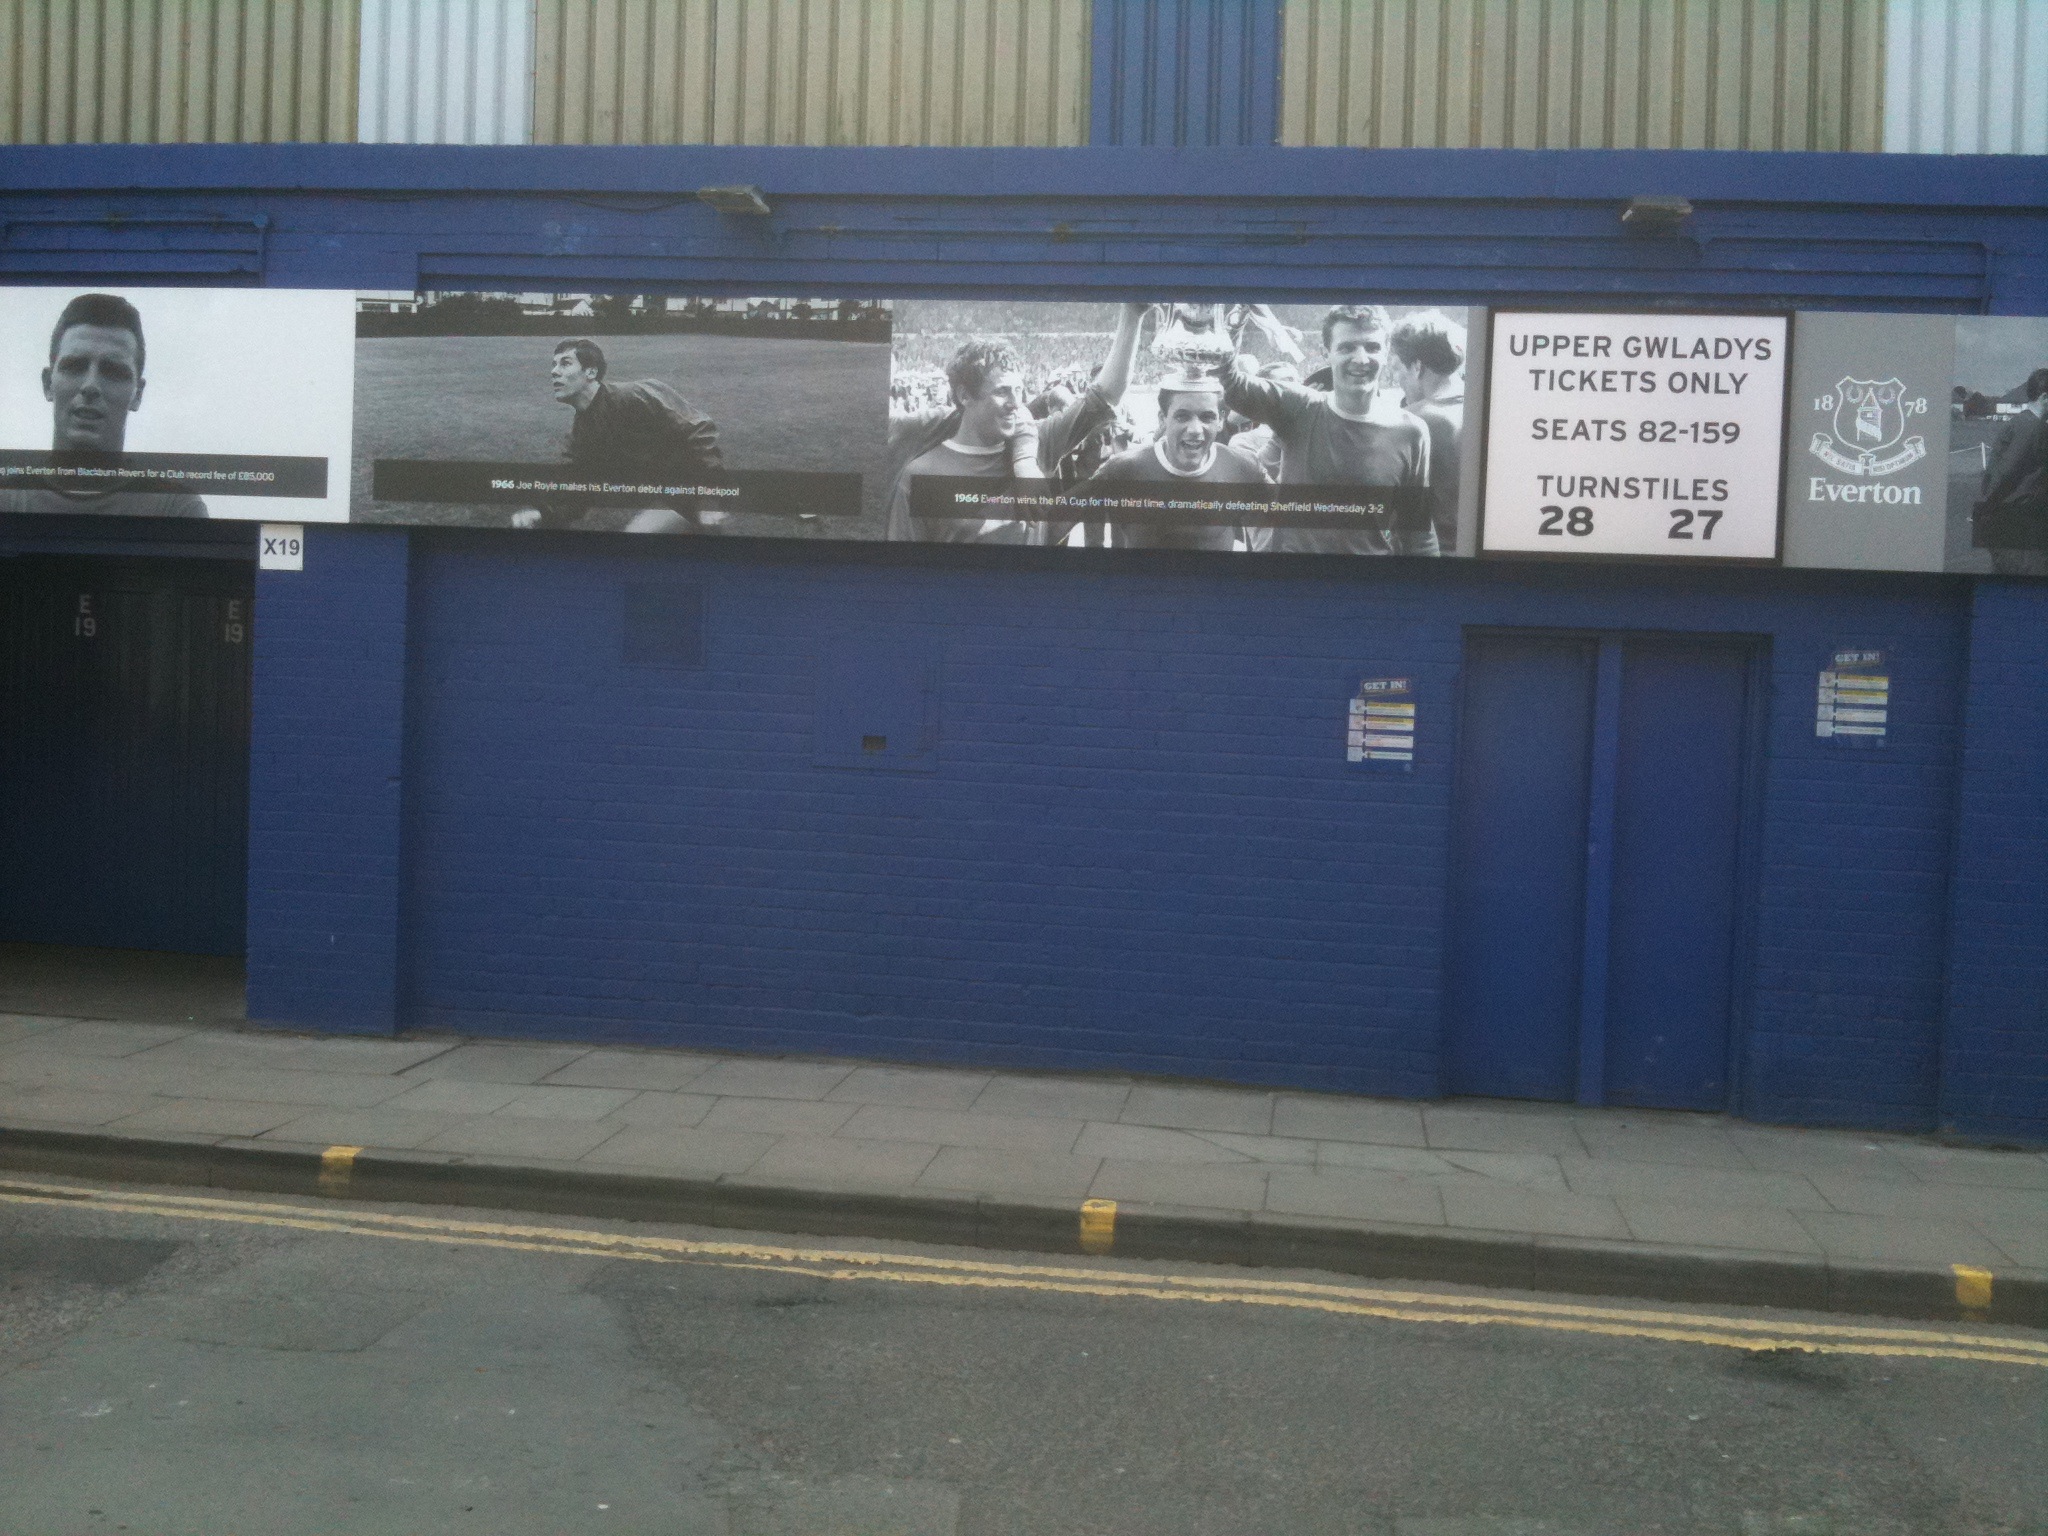 joins Everton from Blackburn Rovers for a Club record fee of £85,000
1966 Joe Royle makes his Everton debut against Blackpool
1966 Everton wins the FA Cup for the third time, dramatically defeating Sheffield Wednesday 3-2
UPPER GWLADYS
TICKETS ONLY
SEATS 82-159
TURNSTILES
28 27
18 78
Everton
X19
E
19
E
19
GET IN!
GET IN!